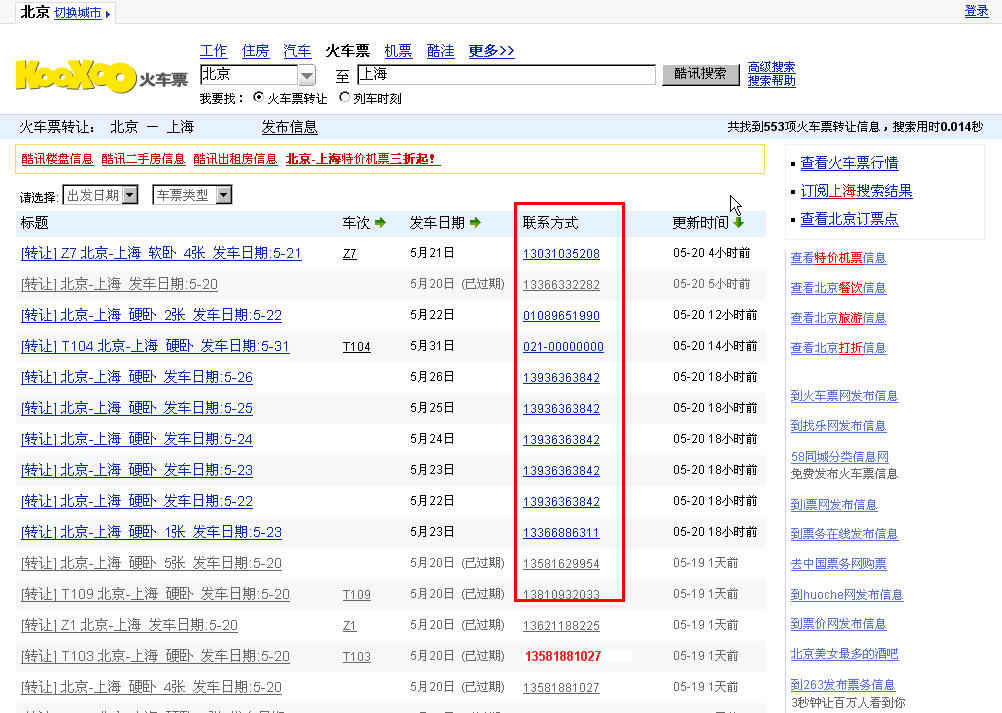 北京 切换城市 登录
工作 住房 汽车 火车票 机票 酷洼 更多>>
KooXoo 火车票 北京 至 上海 酷讯搜索 高级搜索
搜索帮助
我要找： 火车票转让 列车时刻
火车票转让： 北京 － 上海 发布信息 共找到553项火车票转让信息，搜索用时0.014秒
酷讯楼盘信息 酷讯二手房信息 酷讯出租房信息 北京-上海特价机票三折起！
请选择: 出发日期 车票类型
标题 车次 发车日期 联系方式 更新时间
[转让] Z7 北京-上海 软卧 4张 发车日期:5-21 Z7 5月21日 13031035208 05-20 4小时前
[转让] 北京-上海 发车日期:5-20 5月20日 (已过期) 13366332282 05-20 5小时前
[转让] 北京-上海 硬卧 2张 发车日期:5-22 5月22日 01089651990 05-20 12小时前
[转让] T104 北京-上海 硬卧 发车日期:5-31 T104 5月31日 021-00000000 05-20 14小时前
[转让] 北京-上海 硬卧 发车日期:5-26 5月26日 13936363842 05-20 18小时前
[转让] 北京-上海 硬卧 发车日期:5-25 5月25日 13936363842 05-20 18小时前
[转让] 北京-上海 硬卧 发车日期:5-24 5月24日 13936363842 05-20 18小时前
[转让] 北京-上海 硬卧 发车日期:5-23 5月23日 13936363842 05-20 18小时前
[转让] 北京-上海 硬卧 发车日期:5-22 5月22日 13936363842 05-20 18小时前
[转让] 北京-上海 硬卧 1张 发车日期:5-23 5月23日 13366886311 05-20 18小时前
[转让] 北京-上海 硬卧 5张 发车日期:5-20 5月20日 (已过期) 13581629954 05-19 1天前
[转让] T109 北京-上海 硬卧 发车日期:5-20 T109 5月20日 (已过期) 13810932033 05-19 1天前
[转让] Z1 北京-上海 发车日期:5-20 Z1 5月20日 (已过期) 13621188225 05-19 1天前
[转让] T103 北京-上海 硬卧 发车日期:5-20 T103 5月20日 (已过期) 13581881027 05-19 1天前
[转让] 北京-上海 硬卧 4张 发车日期:5-20 5月20日 (已过期) 13581881027 05-19 1天前
查看火车票行情
订阅上海搜索结果
查看北京订票点
查看特价机票信息
查看北京餐饮信息
查看北京旅游信息
查看北京打折信息
到火车票网发布信息
到找乐网发布信息
58同城分类信息网
免费发布火车票信息
到I票网发布信息
到票务在线发布信息
去中国票务网购票
到huoche网发布信息
到票价网发布信息
北京美女最多的酒吧
到263发布票务信息
3秒钟让百万人看到你